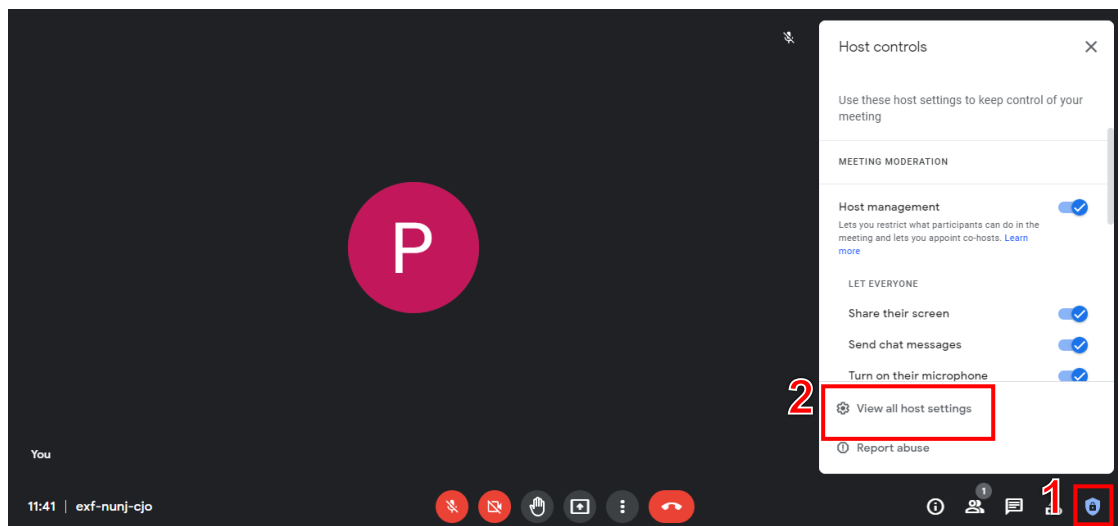 Host controls
Use these host settings to keep control of your
meeting
MEETING MODERATION
Host management
Lets you restrict what participants can do in the
meeting and lets you appoint co-hosts. Learn
more
P
LET EVERYONE
Share their screen
Send chat messages
Turn on their microphone
2
View all host settings
Report abuse
You
11:41 | exf-nunj-cjo
1
1